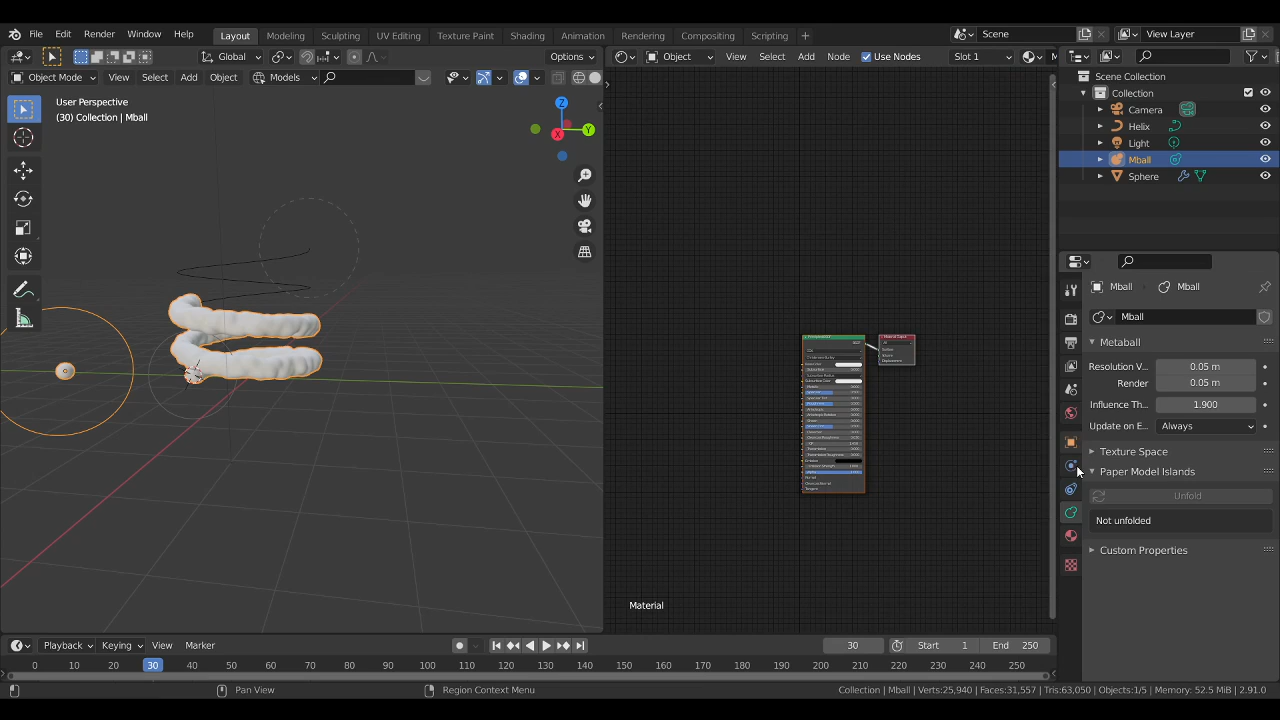 File Edit Render Window Help Layout Modeling Sculpting UV Editing Texture Paint Shading Animation Rendering Compositing Scripting + Scene View Layer
Global Options Object View Select Add Node Use Nodes Slot 1
Object Mode View Select Add Object Models
User Perspective
(30) Collection | Mball
Z
Y
X
Scene Collection
Collection
Camera
Helix
Light
Mball
Sphere
Mball Mball
Mball
Metaball
Resolution V... 0.05 m
Render 0.05 m
Influence Th... 1.900
Update on E... Always
Texture Space
Paper Model Islands
Unfold
Not unfolded
Custom Properties
Material
Playback Keying View Marker 30 Start 1 End 250
0 10 20 30 40 50 60 70 80 90 100 110 120 130 140 150 160 170 180 190 200 210 220 230 240 250
Pan View Region Context Menu Collection | Mball | Verts:25,940 | Faces:31,557 | Tris:63,050 | Objects:1/5 | Memory: 52.5 MiB | 2.91.0